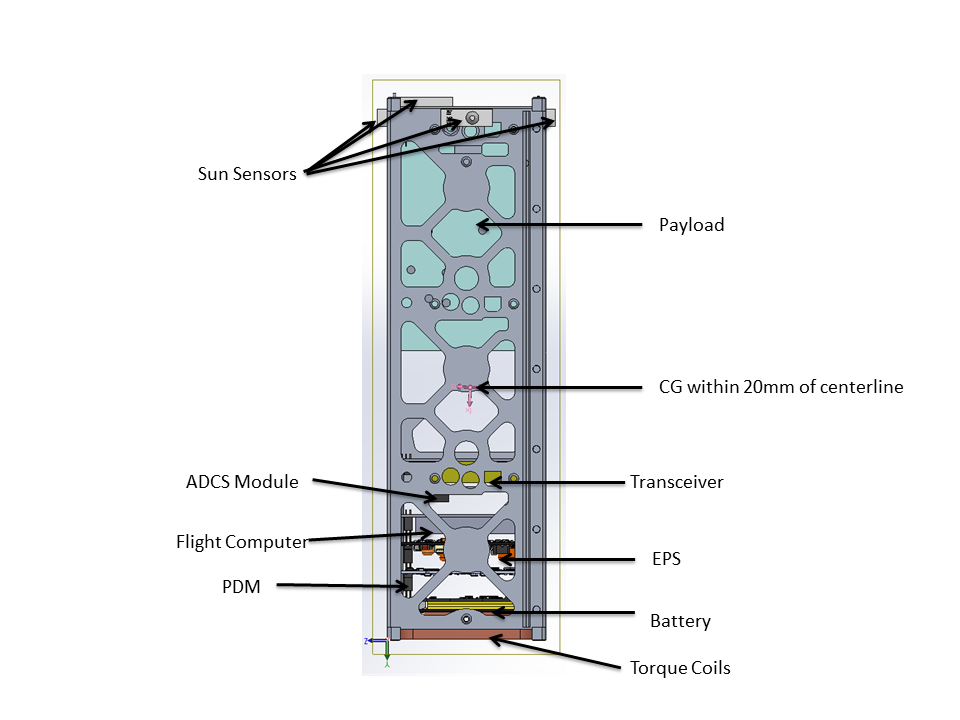 Sun Sensors
Payload
CG within 20mm of centerline
ADCS Module
Transceiver
Flight Computer
EPS
PDM
Battery
Torque Coils
Z
Y